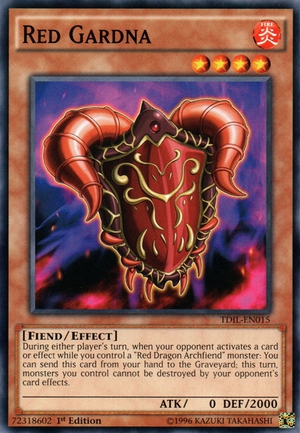 RED GARDNA
FIRE
炎
TDIL-EN015
[FIEND/EFFECT]
During either player's turn, when your opponent activates a card
or effect while you control a "Red Dragon Archfiend" monster: You
can send this card from your hand to the Graveyard; this turn,
monsters you control cannot be destroyed by your opponent's
card effects.
ATK/ 0 DEF/2000
72318602 1st Edition ©1996 KAZUKI TAKAHASHI